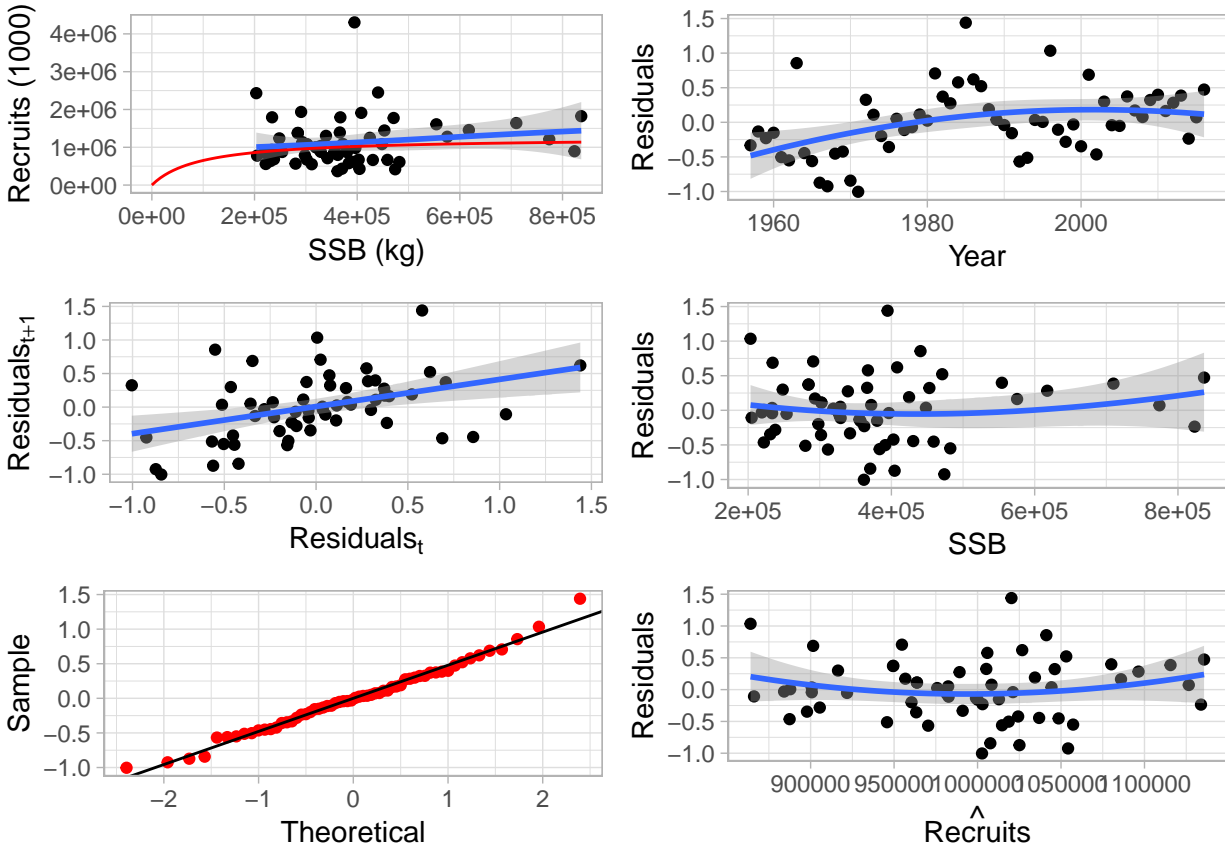 4e+06
3e+06
2e+06
1e+06
0e+00
Recruits (1000)
0e+00 2e+05 4e+05 6e+05 8e+05
SSB (kg)
1.5
1.0
0.5
0.0
−0.5
−1.0
Residuals
1960 1980 2000
Year
1.5
1.0
0.5
0.0
−0.5
−1.0
Residuals t+1
−1.0 −0.5 0.0 0.5 1.0 1.5
Residuals t
1.5
1.0
0.5
0.0
−0.5
−1.0
Residuals
2e+05 4e+05 6e+05 8e+05
SSB
1.5
1.0
0.5
0.0
−0.5
−1.0
Sample
−2 −1 0 1 2
Theoretical
1.5
1.0
0.5
0.0
−0.5
−1.0
Residuals
900000 950000 1000000 1050000 1100000
^
Recruits